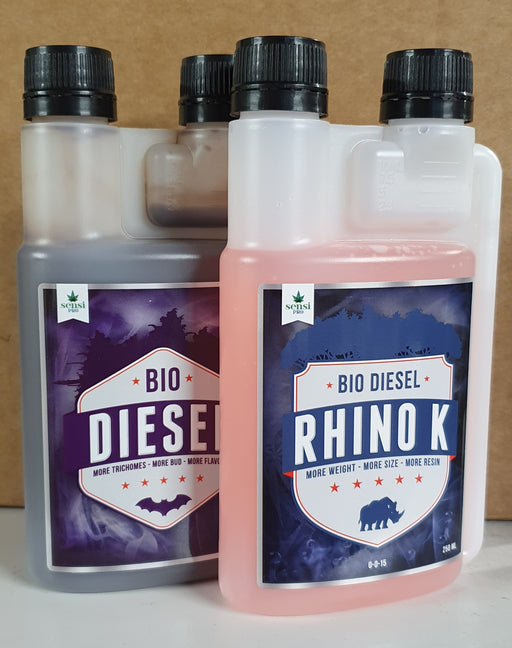 sensi
PRO
BIO
DIESEL
MORE TRICHOMES - MORE BUD - MORE FLAVO
sensi
PRO
BIO DIESEL
RHINO K
MORE WEIGHT - MORE SIZE - MORE RESIN
0-0-15
250 ML